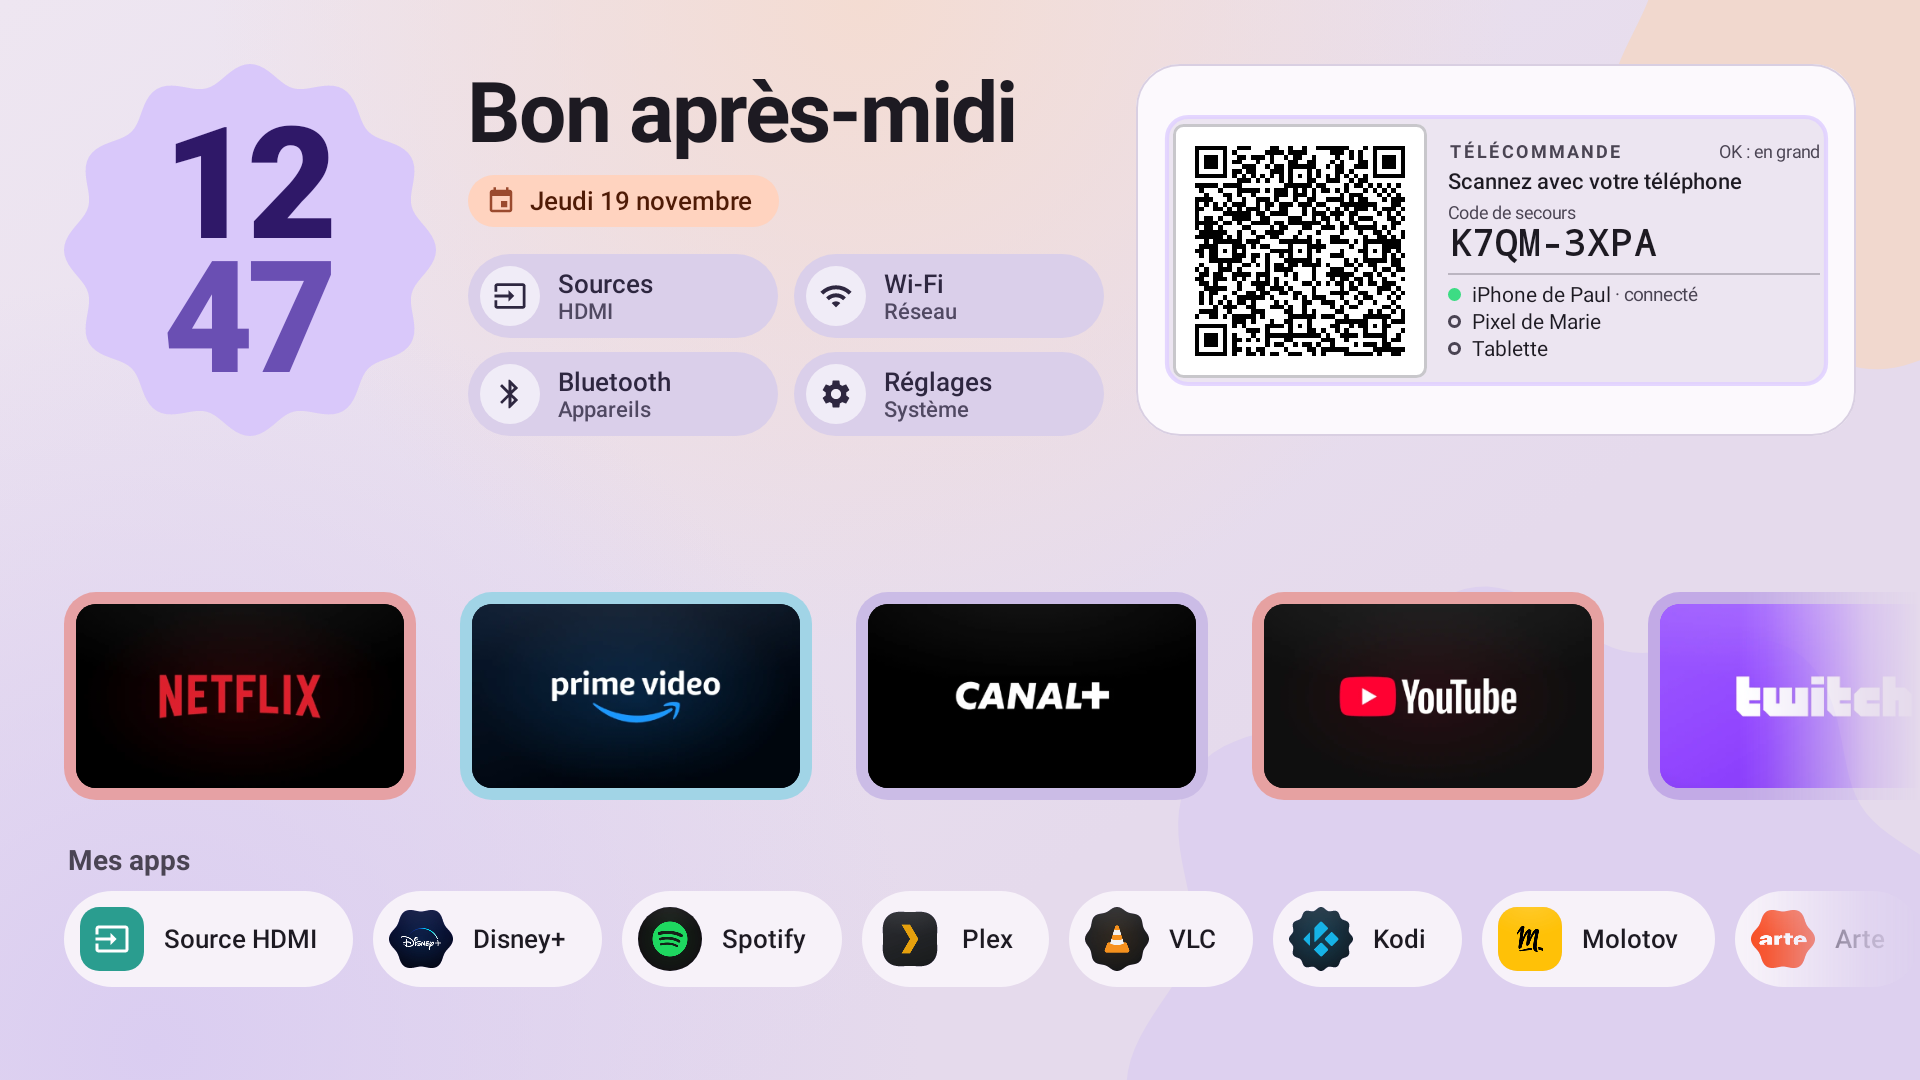 12
47
Bon après-midi
Jeudi 19 novembre
Sources
HDMI
Wi-Fi
Réseau
Bluetooth
Appareils
Réglages
Système
TÉLÉCOMMANDE
OK : en grand
Scannez avec votre téléphone
Code de secours
K7QM-3XPA
iPhone de Paul · connecté
Pixel de Marie
Tablette
NETFLIX
prime video
CANAL+
YouTube
twitch
Mes apps
Source HDMI
Disney+
Disney+
Spotify
Plex
VLC
Kodi
M
Molotov
arte
Arte